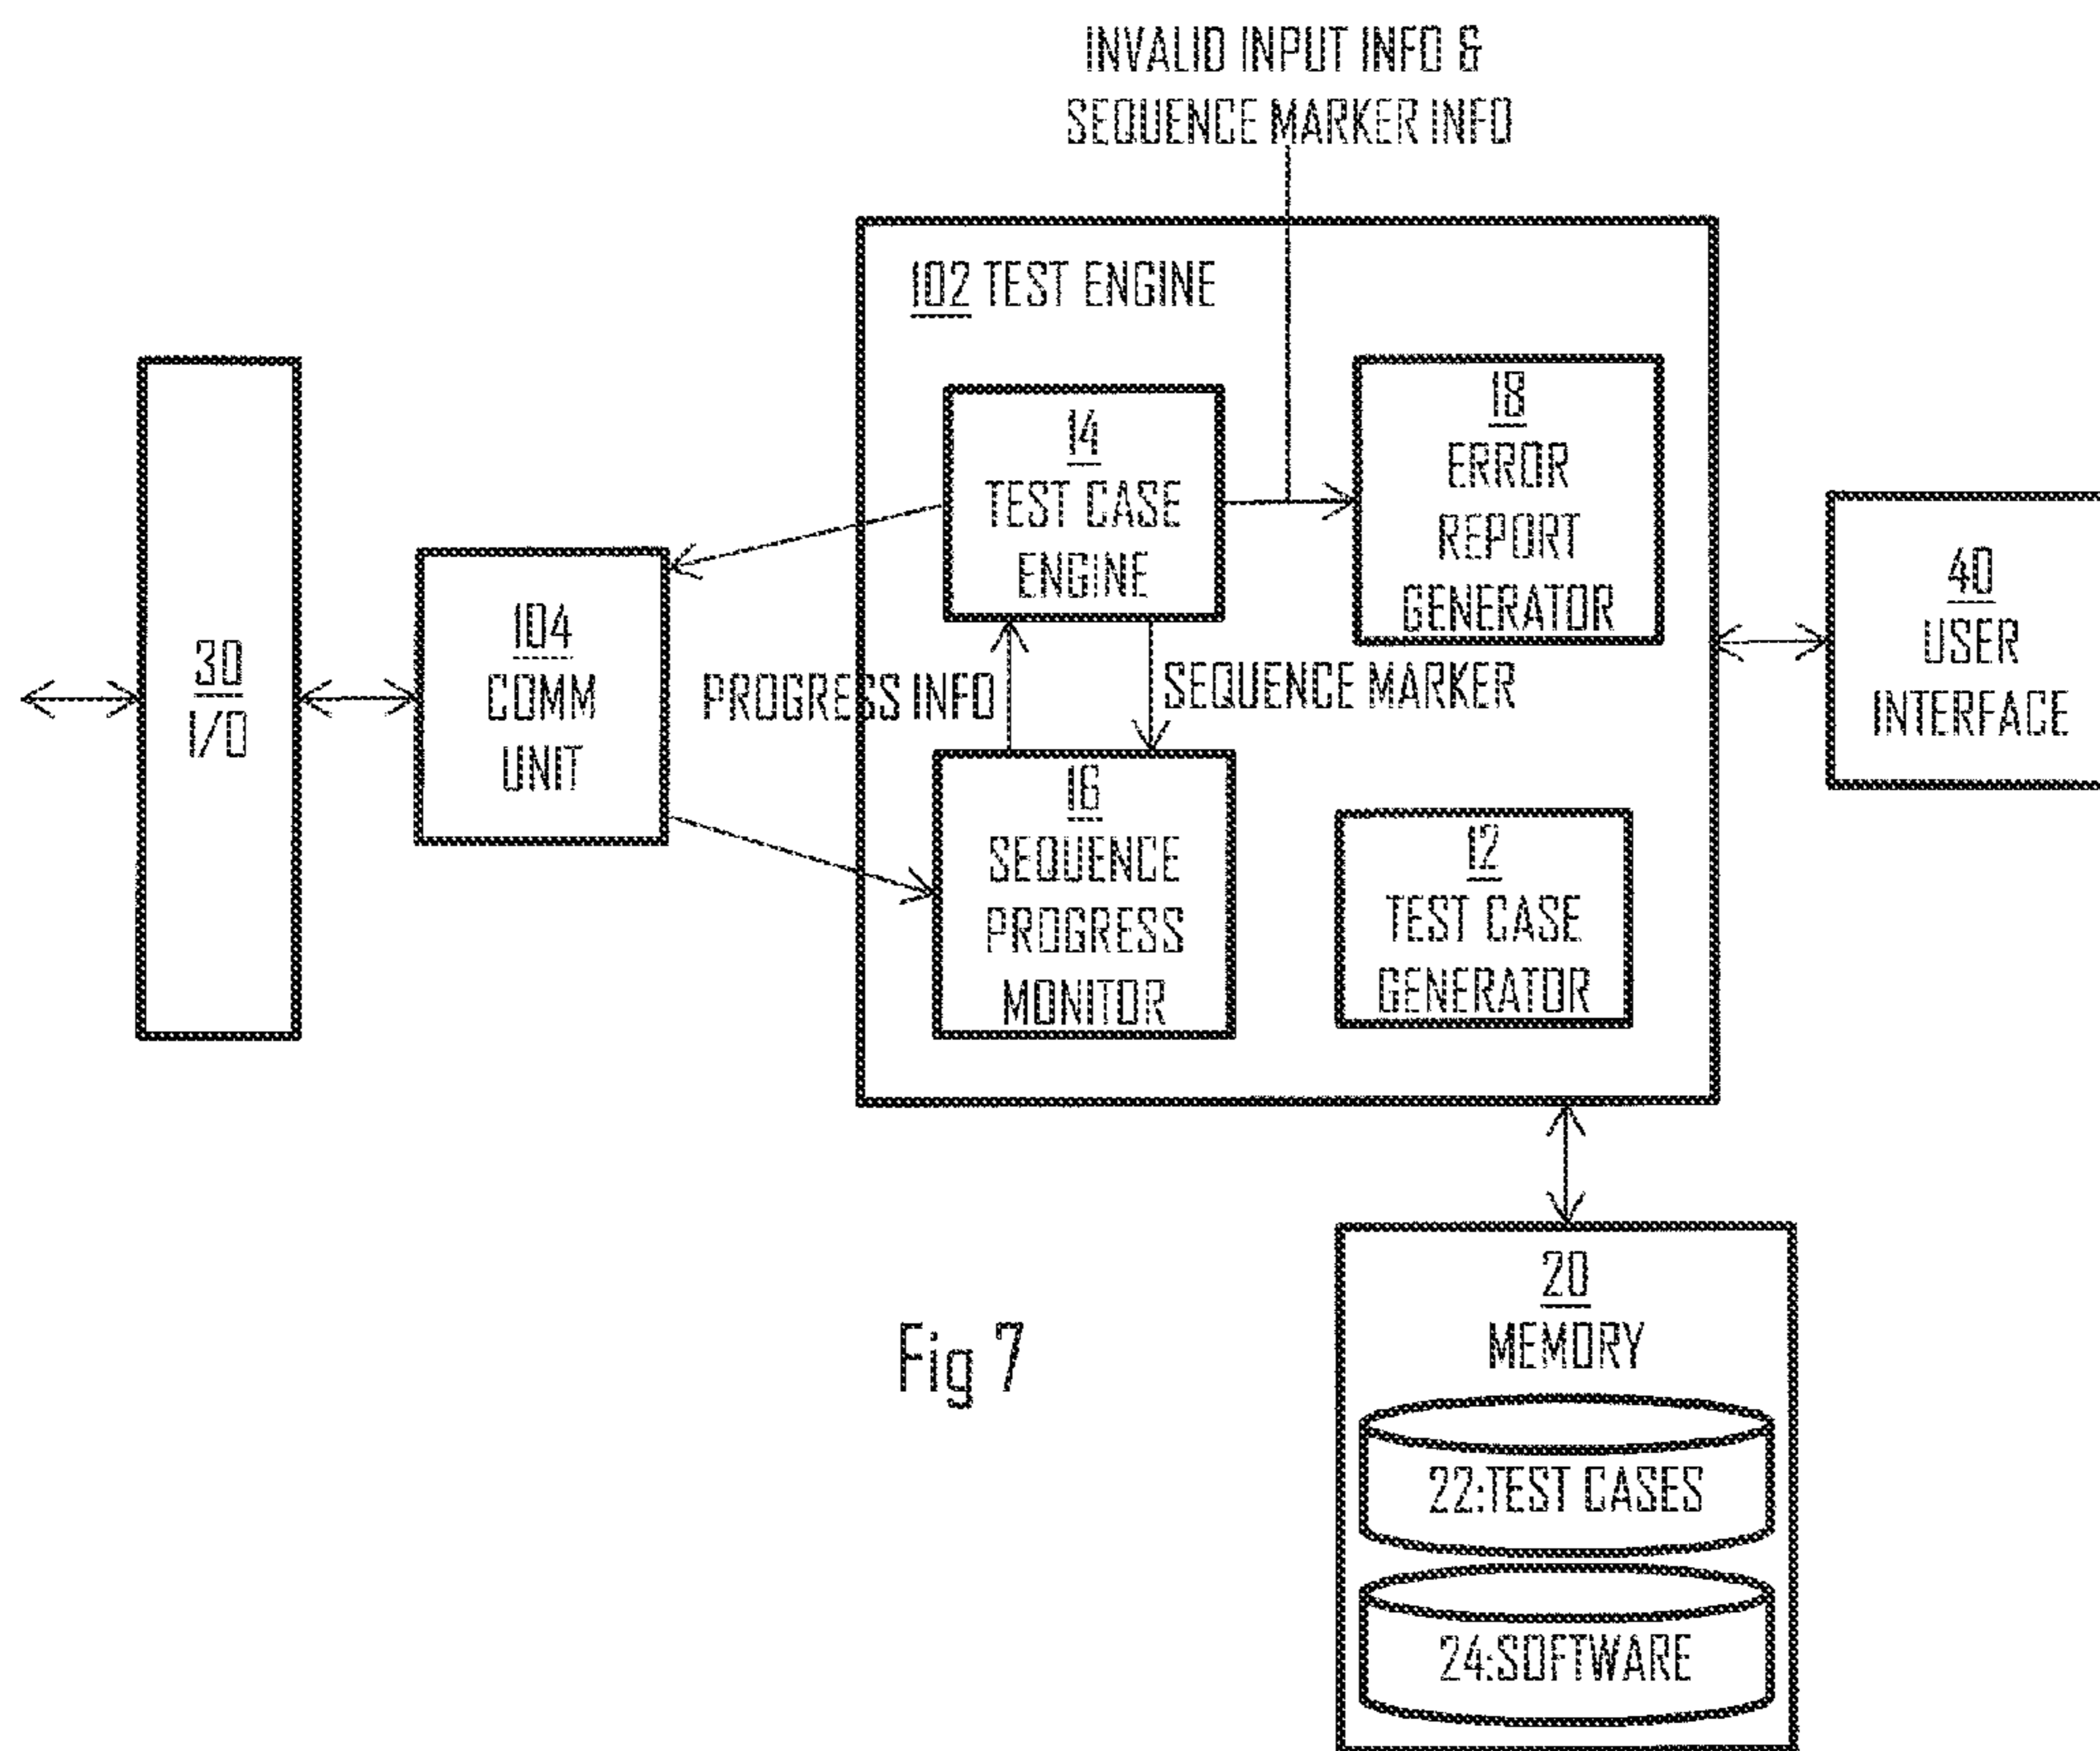 INVALID INPUT INFO &
SEQUENCE MARKER INFO
102 TEST ENGINE
14
TEST CASE
ENGINE
18
ERROR
REPORT
GENERATOR
30
I/O
104
COMM
UNIT
PROGRESS INFO
SEQUENCE MARKER
40
USER
INTERFACE
16
SEQUENCE
PROGRESS
MONITOR
12
TEST CASE
GENERATOR
20
MEMORY
22:TEST CASES
24:SOFTWARE
Fig 7